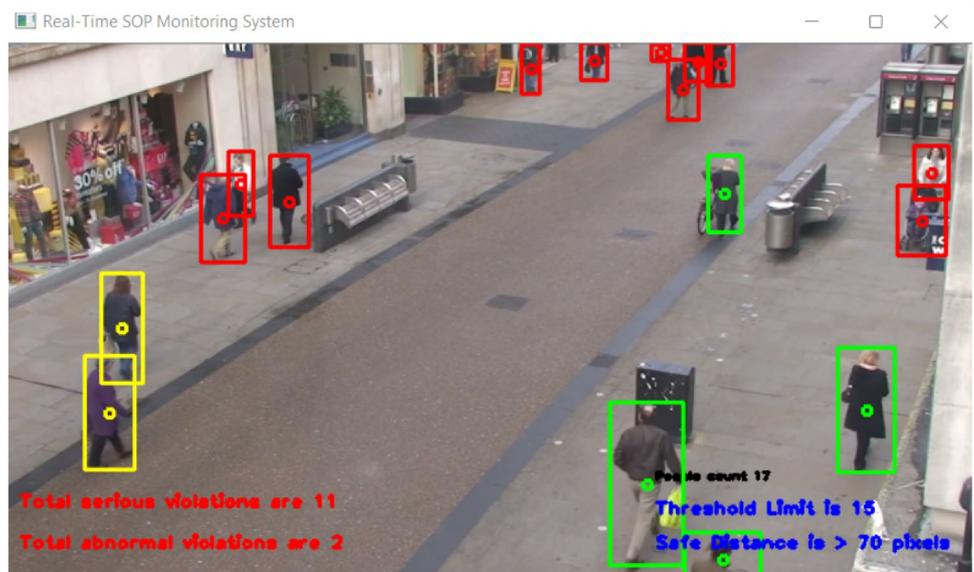 Real-Time SOP Monitoring System
VIP
30% off
People count 17
Total serious violations are 11
Threshold Limit is 15
Total abnormal violations are 2
Safe Distance is > 70 pixels